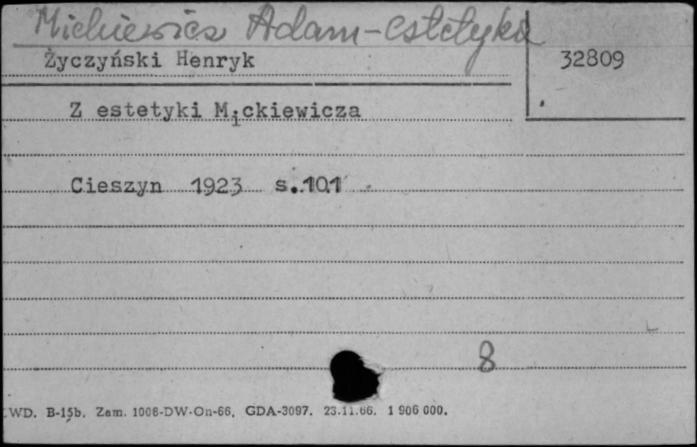 Mickiewicz Adam-estetyka
Życzyński Henryk
32809
Z estetyki Mickiewicza
Cieszyn 1923 s.101
8
WD. B-15b. Zam. 1008-DW-On-66. GDA-3097. 23.11.66. 1 906 000.